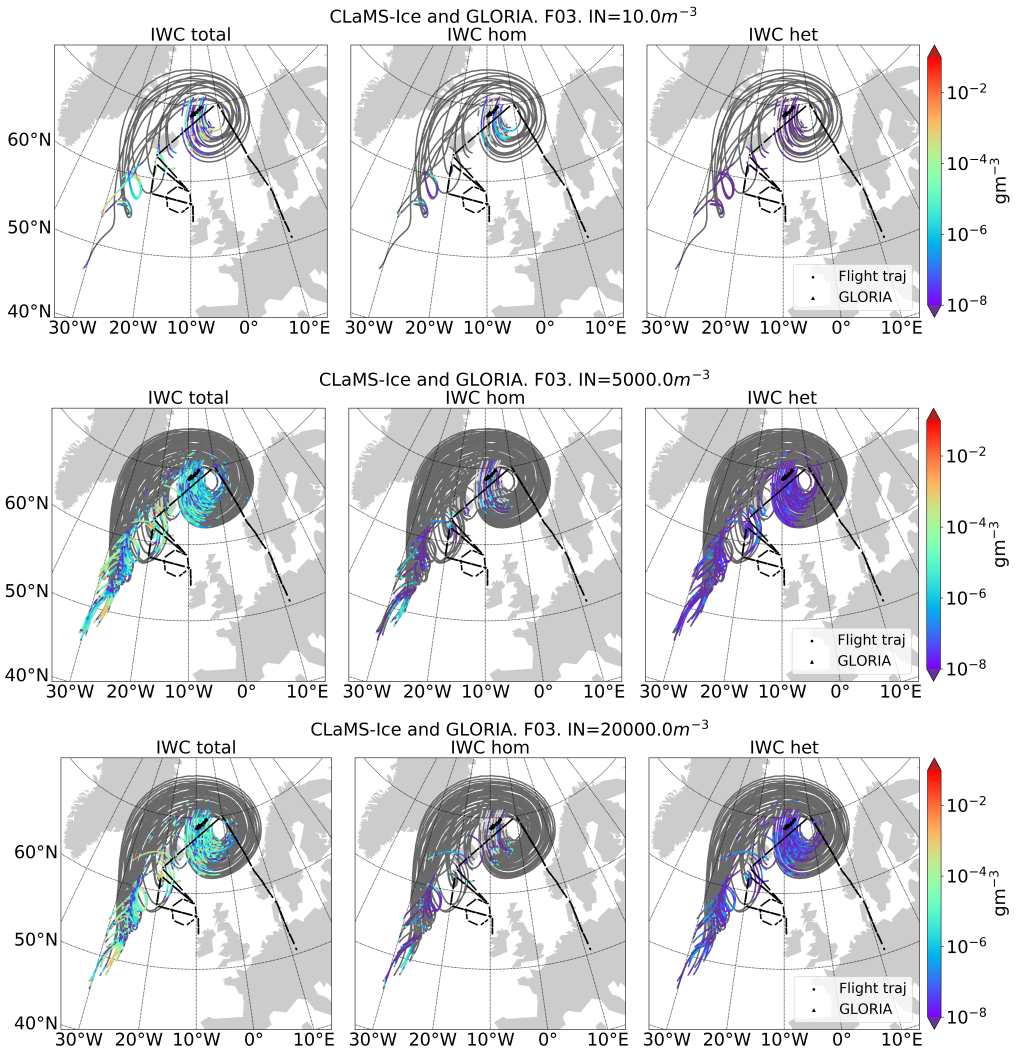 CLaMS-Ice and GLORIA. F03. IN=10.0m⁻³
IWC total IWC hom IWC het
60°N
50°N
40°N
30°W 20°W 10°W 0° 10°E 30°W 20°W 10°W 0° 10°E 30°W 20°W 10°W 0° 10°E
Flight traj
GLORIA
10⁻²
10⁻⁴
10⁻⁶
10⁻⁸
gm⁻³
CLaMS-Ice and GLORIA. F03. IN=5000.0m⁻³
IWC total IWC hom IWC het
60°N
50°N
40°N
30°W 20°W 10°W 0° 10°E 30°W 20°W 10°W 0° 10°E 30°W 20°W 10°W 0° 10°E
Flight traj
GLORIA
10⁻²
10⁻⁴
10⁻⁶
10⁻⁸
gm⁻³
CLaMS-Ice and GLORIA. F03. IN=20000.0m⁻³
IWC total IWC hom IWC het
60°N
50°N
40°N
30°W 20°W 10°W 0° 10°E 30°W 20°W 10°W 0° 10°E 30°W 20°W 10°W 0° 10°E
Flight traj
GLORIA
10⁻²
10⁻⁴
10⁻⁶
10⁻⁸
gm⁻³